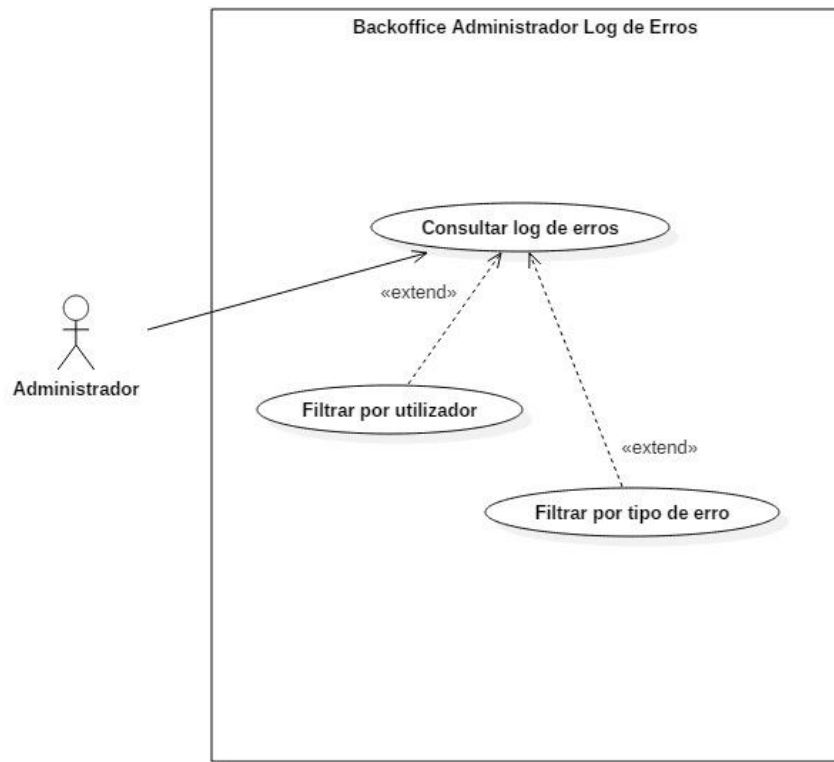 Backoffice Administrador Log de Erros
Consultar log de erros
«extend»
Administrador
Filtrar por utilizador
«extend»
Filtrar por tipo de erro